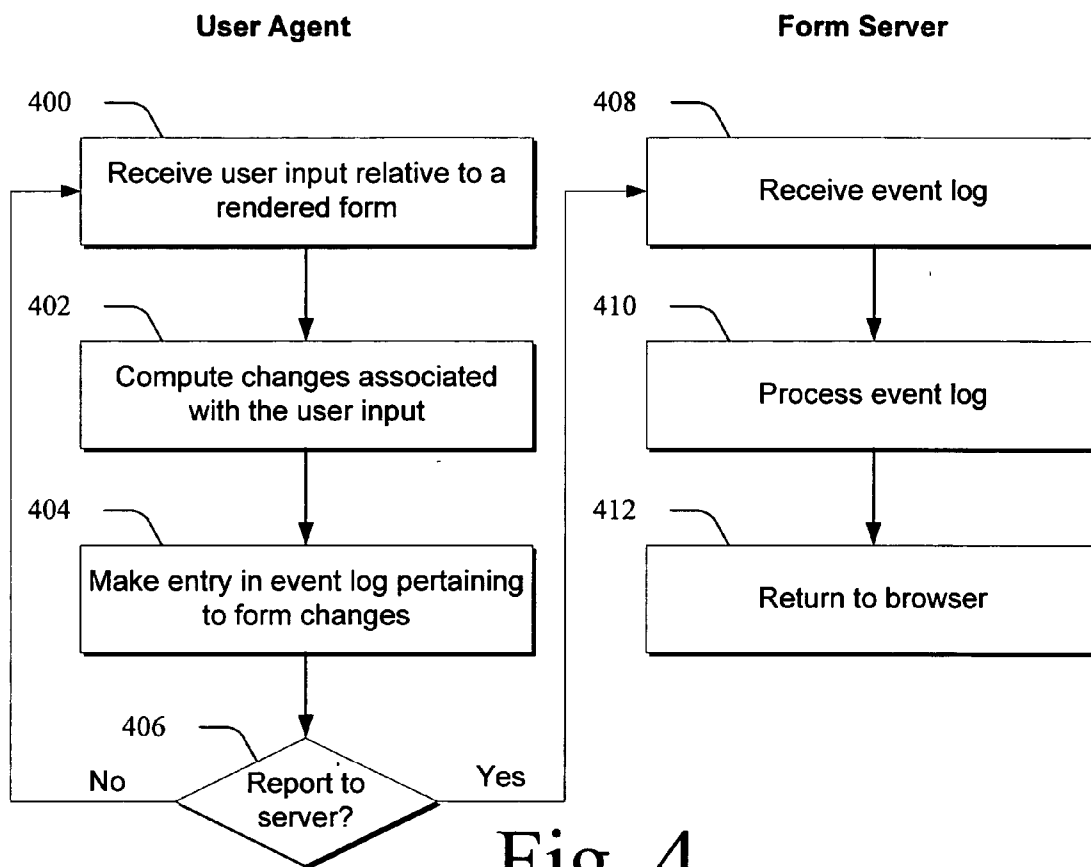 User Agent
400
Receive user input relative to a
rendered form
402
Compute changes associated
with the user input
404
Make entry in event log pertaining
to form changes
406
No
Report to
server?
Yes
Form Server
408
Receive event log
410
Process event log
412
Return to browser
Fig. 4